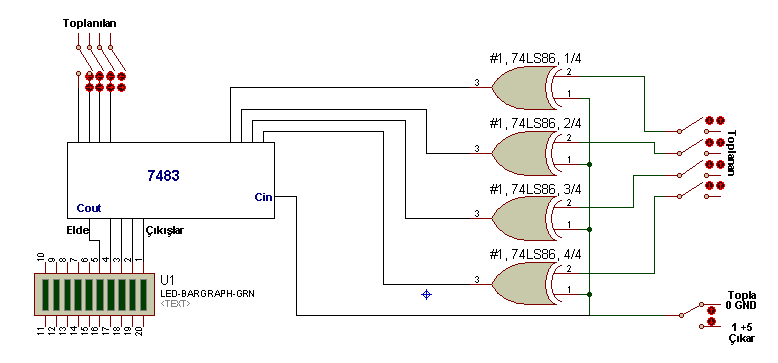 Toplanılan
#1, 74LS86, 1/4
3
2
1
#1, 74LS86, 2/4
3
2
1
Toplanan
7483
Cin
Cout
#1, 74LS86, 3/4
3
2
1
Elde
Çıkışlar
#1, 74LS86, 4/4
3
2
1
10
9
8
7
6
5
4
3
2
1
U1
LED-BARGRAPH-GRN
<TEXT>
11
12
13
14
15
16
17
18
19
20
Topla
0 GND
1 +5
Çıkar